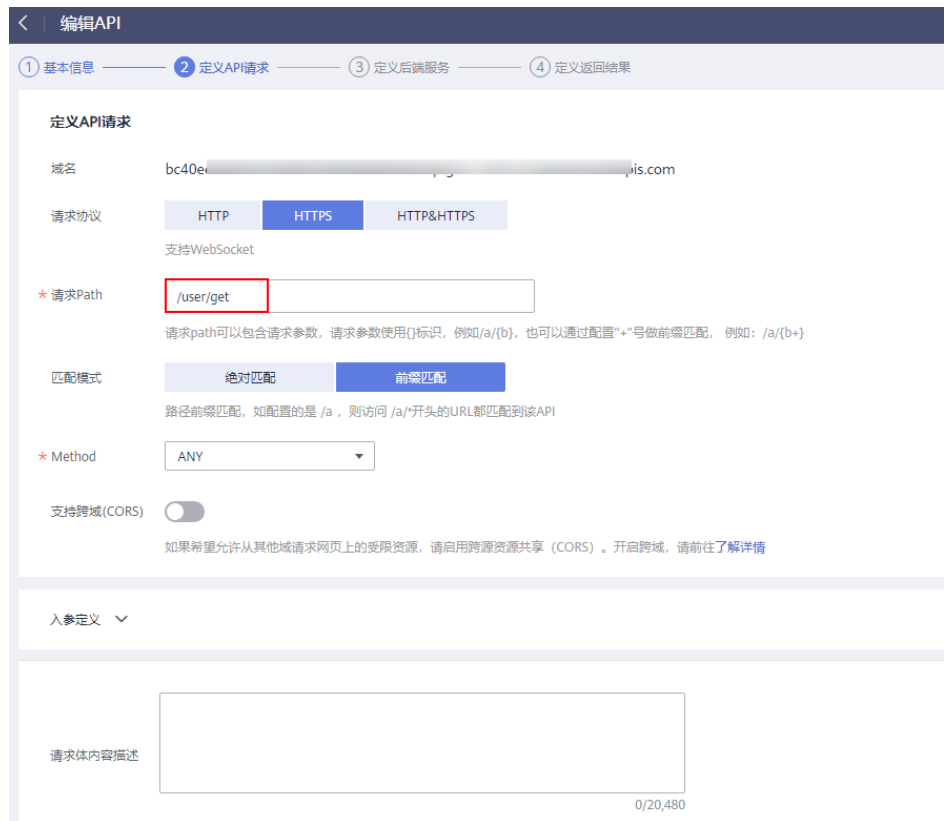 编辑API
1 基本信息 2 定义API请求 3 定义后端服务 4 定义返回结果
定义API请求
域名 bc40e pis.com
请求协议 HTTP HTTPS HTTP&HTTPS
支持WebSocket
* 请求Path /user/get
请求path可以包含请求参数，请求参数使用{}标识，例如/a/{b}，也可以通过配置"+"号做前缀匹配， 例如：/a/{b+}
匹配模式 绝对匹配 前缀匹配
路径前缀匹配，如配置的是 /a ，则访问 /a/*开头的URL都匹配到该API
* Method ANY
支持跨域(CORS)
如果希望允许从其他域请求网页上的受限资源，请启用跨源资源共享（CORS）。开启跨域，请前往了解详情
入参定义
请求体内容描述
0/20,480